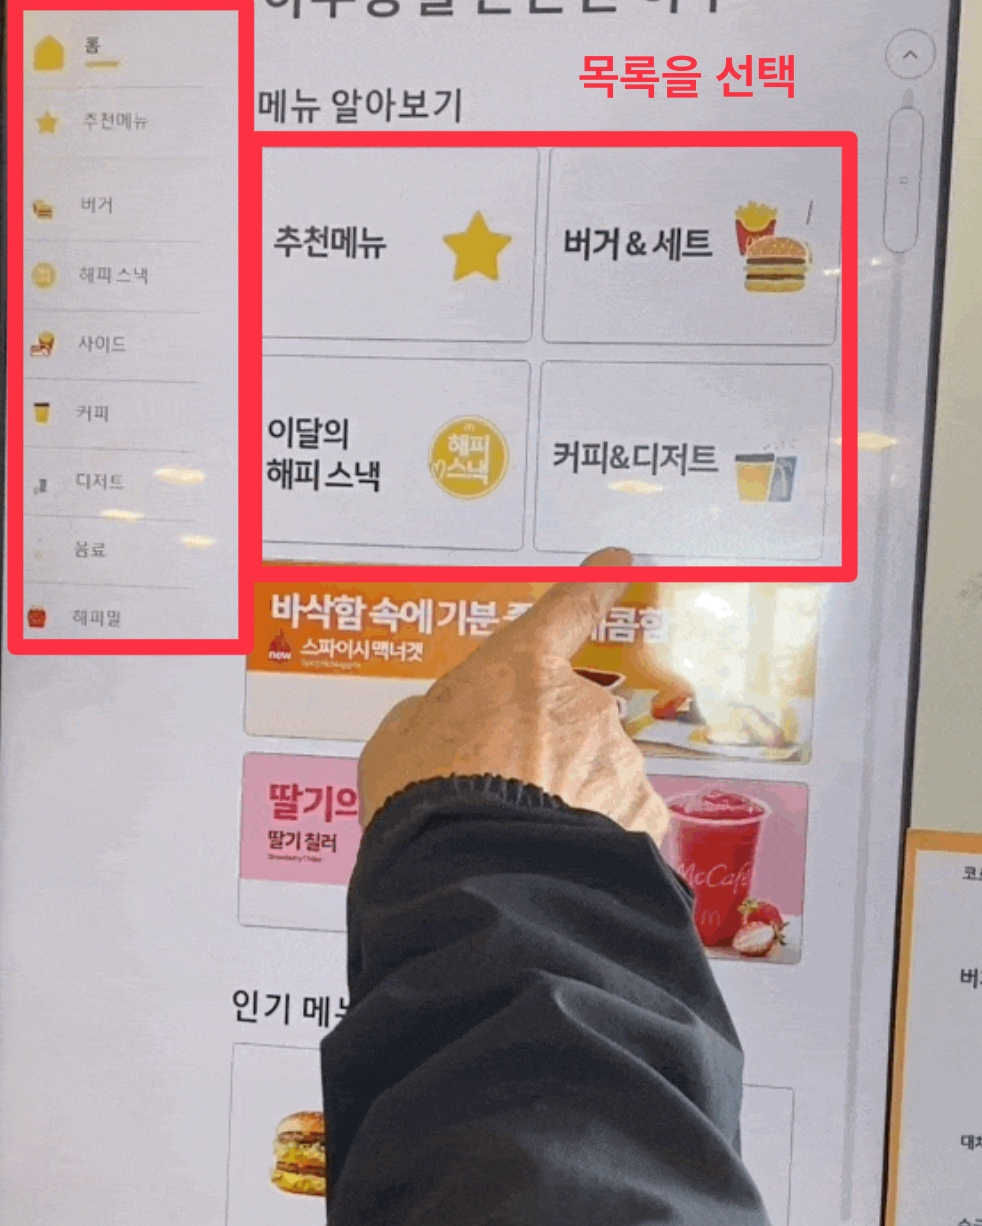 목록을 선택
홈
추천메뉴
버거
해피 스낵
사이드
커피
디저트
음료
해피밀
메뉴 알아보기
추천메뉴
버거 & 세트
이달의
해피 스낵
해피
스낵
커피&디저트
바삭함 속에 기분
new
스파이시 맥너겟
딸기의
딸기 칠러
McCafé
인기 메뉴